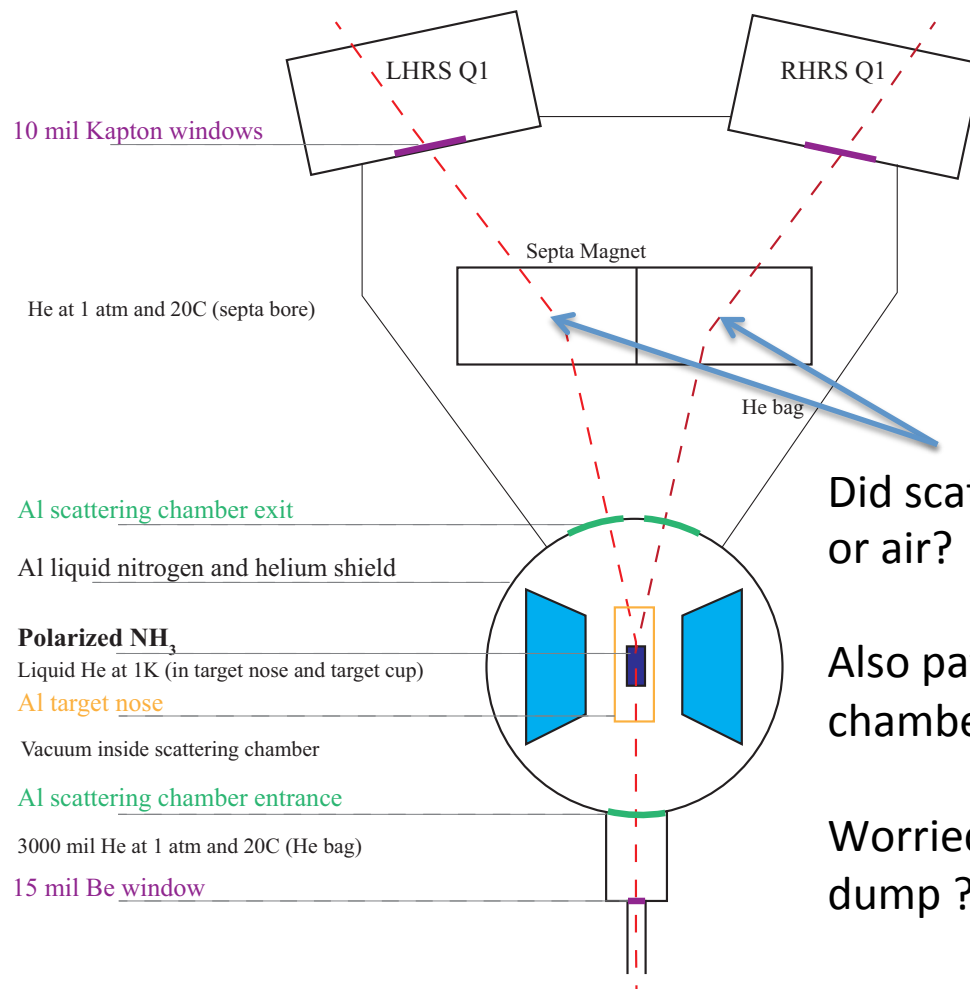 LHRS Q1
RHRS Q1
10 mil Kapton windows
Septa Magnet
He at 1 atm and 20C (septa bore)
He bag
Al scattering chamber exit
Al liquid nitrogen and helium shield
Polarized NH₃
Liquid He at 1K (in target nose and target cup)
Al target nose
Vacuum inside scattering chamber
Al scattering chamber entrance
3000 mil He at 1 atm and 20C (He bag)
15 mil Be window
Did scat
or air?
Also pa
chambe
Worried
dump ?